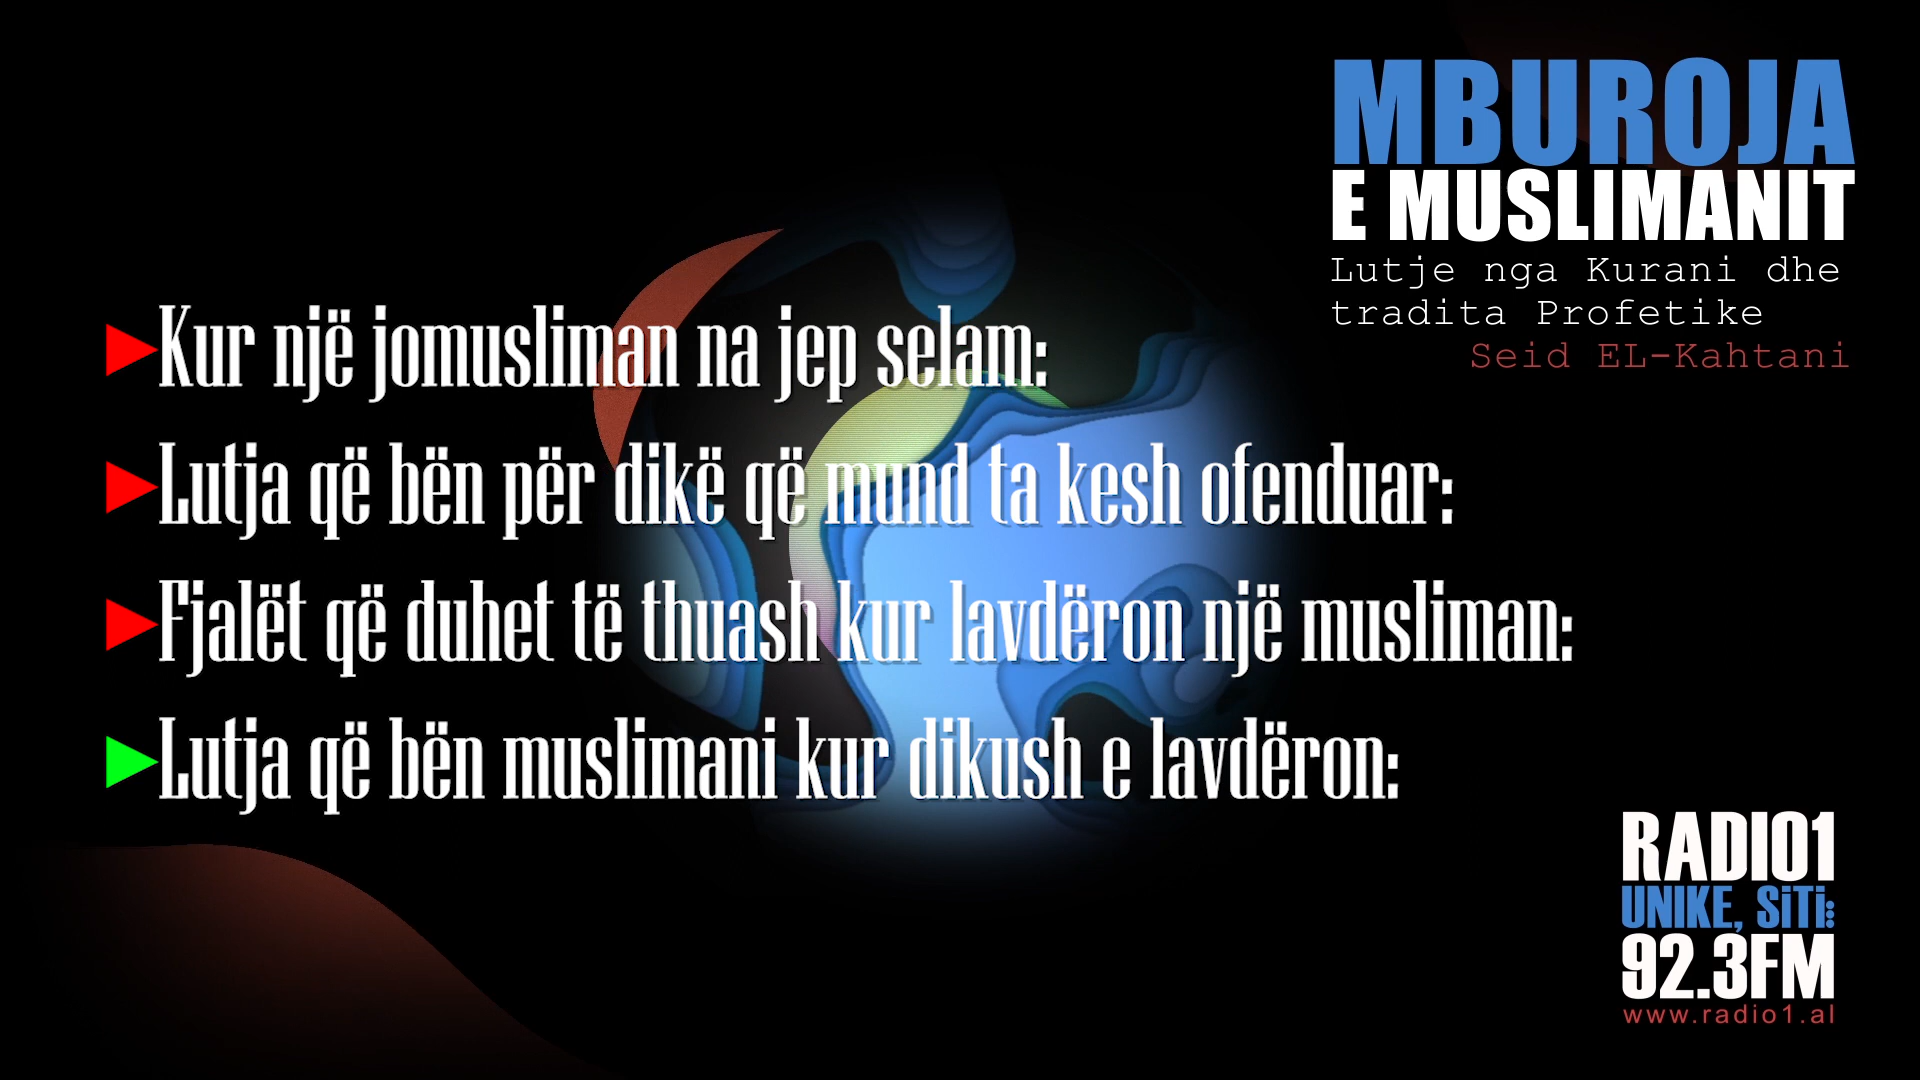 MBUROJA
E MUSLIMANIT
Lutje nga Kurani dhe
tradita Profetike
Seid EL-Kahtani
Kur një jomusliman na jep selam:
Lutja që bën për dikë që mund ta kesh ofenduar:
Fjalët që duhet të thuash kur lavdëron një musliman:
Lutja që bën muslimani kur dikush e lavdëron:
RADIO1
UNIKE, SiTi
92.3FM
www.radio1.al